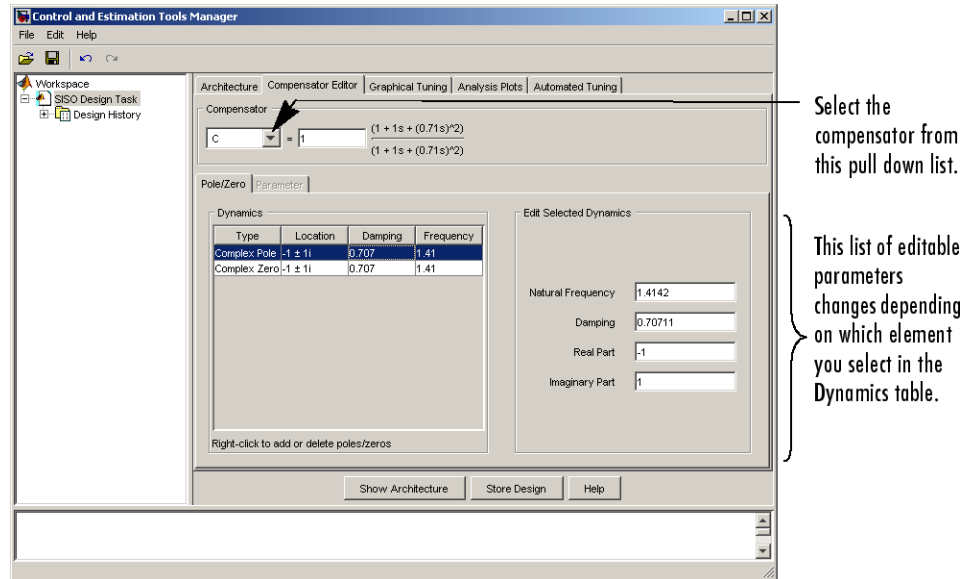 Control and Estimation Tools Manager
File Edit Help
Workspace
SISO Design Task
Design History
Architecture Compensator Editor Graphical Tuning Analysis Plots Automated Tuning
Compensator
C = 1 (1 + 1s + (0.71s)^2)
(1 + 1s + (0.71s)^2)
Pole/Zero Parameter
Dynamics
Type Location Damping Frequency
Complex Pole -1 ± 1i 0.707 1.41
Complex Zero -1 ± 1i 0.707 1.41
Right-click to add or delete poles/zeros
Edit Selected Dynamics
Natural Frequency 1.4142
Damping 0.70711
Real Part -1
Imaginary Part 1
Show Architecture Store Design Help
Select the
compensator from
this pull down list.
This list of editable
parameters
changes depending
on which element
you select in the
Dynamics table.